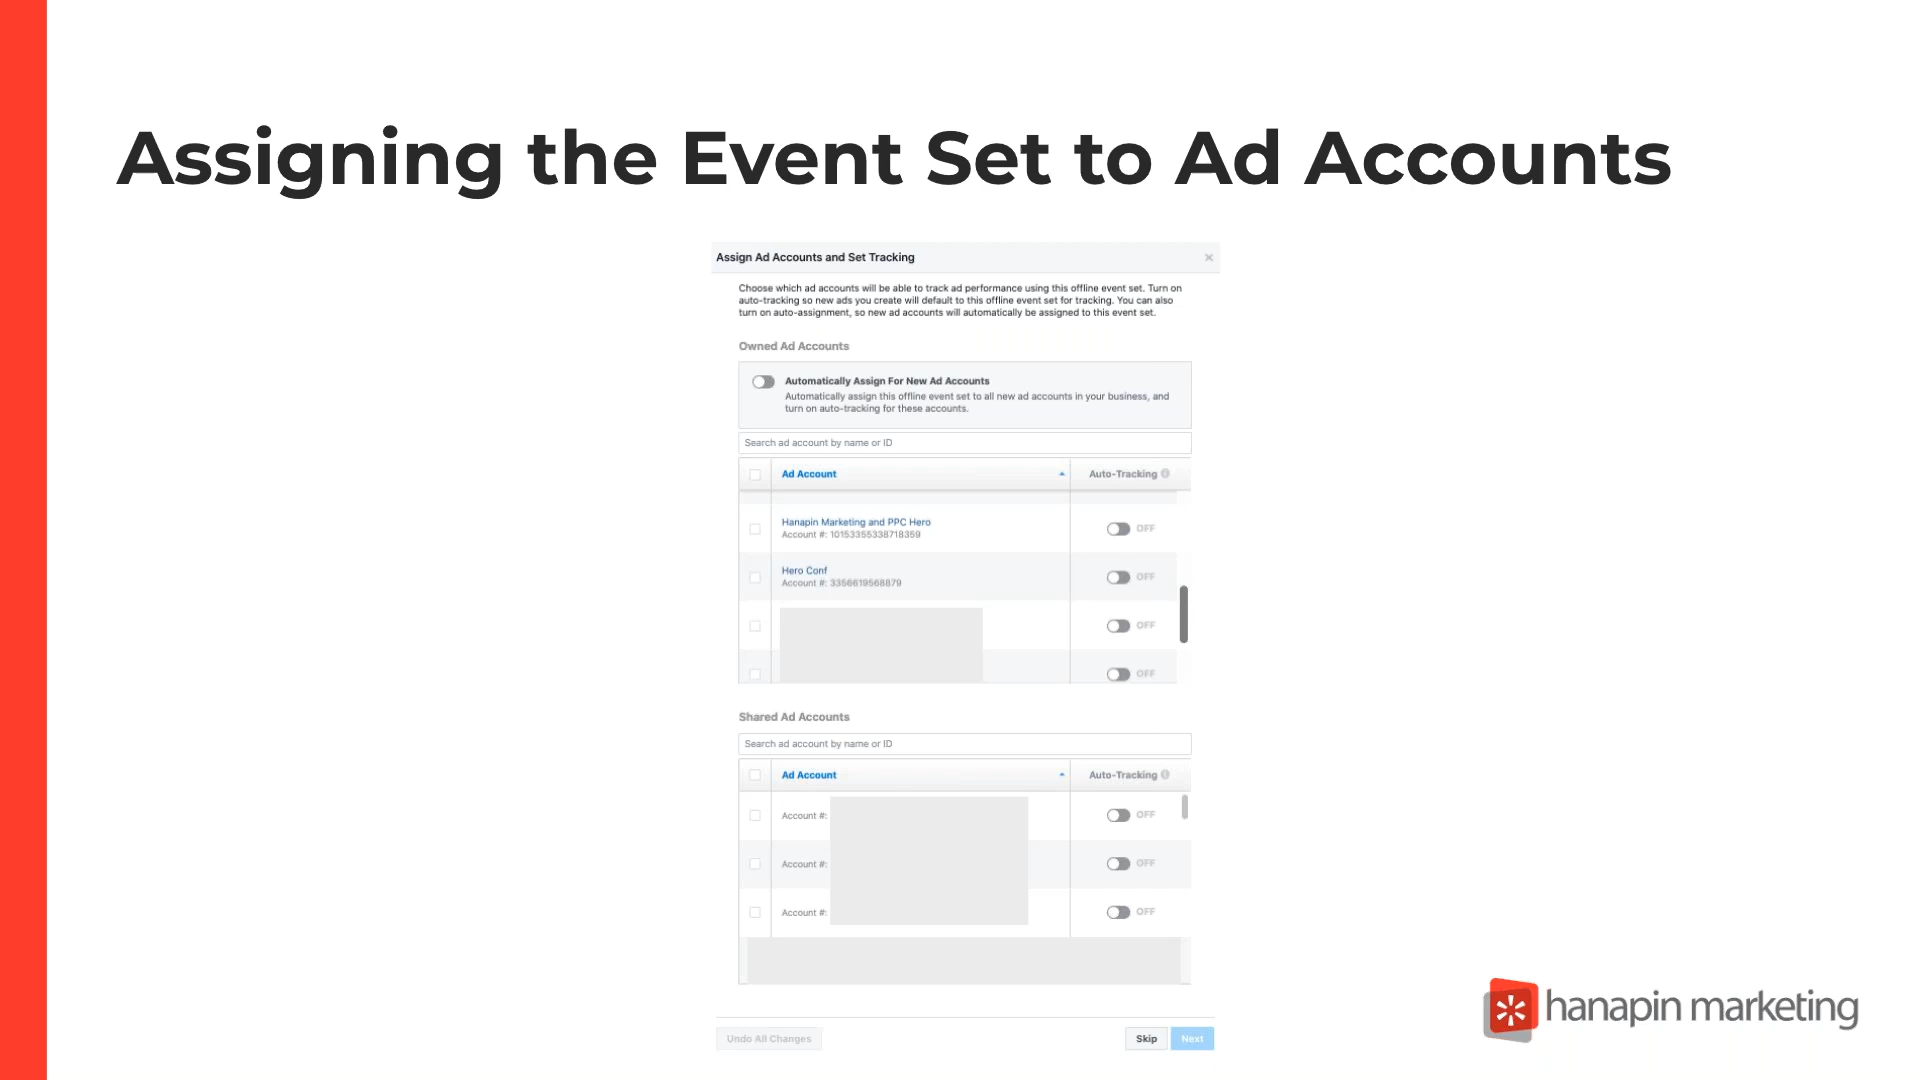 Assigning the Event Set to Ad Accounts
Assign Ad Accounts and Set Tracking
Choose which ad accounts will be able to track ad performance using this offline event set. Turn on
auto-tracking so new ads you create will default to this offline event set for tracking. You can also
turn on auto-assignment, so new ad accounts will automatically be assigned to this event set.
Owned Ad Accounts
Automatically Assign For New Ad Accounts
Automatically assign this offline event set to all new ad accounts in your business, and
turn on auto-tracking for these accounts.
Search ad account by name or ID
Ad Account Auto-Tracking
Hanapin Marketing and PPC Hero
Account #: 10153355338718359 OFF
Hero Conf
Account #: 3356619568879 OFF
OFF
OFF
Shared Ad Accounts
Search ad account by name or ID
Ad Account Auto-Tracking
Account #: OFF
Account #: OFF
Account #: OFF
Undo All Changes Skip Next
hanapin marketing